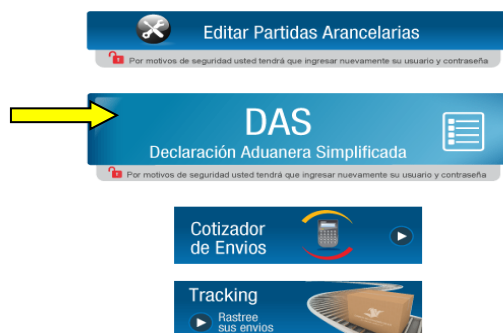 Editar Partidas Arancelarias
Por motivos de seguridad usted tendrá que ingresar nuevamente su usuario y contraseña
DAS
Declaración Aduanera Simplificada
Por motivos de seguridad usted tendrá que ingresar nuevamente su usuario y contraseña
Cotizador
de Envios
Tracking
Rastree
sus envios